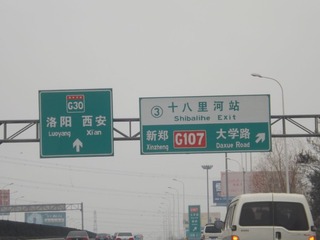 G30
洛阳 西安
Luoyang Xian
③ 十八里河站
Shibalihe Exit
新郑 G107 大学路
Xinzheng Daxue Road